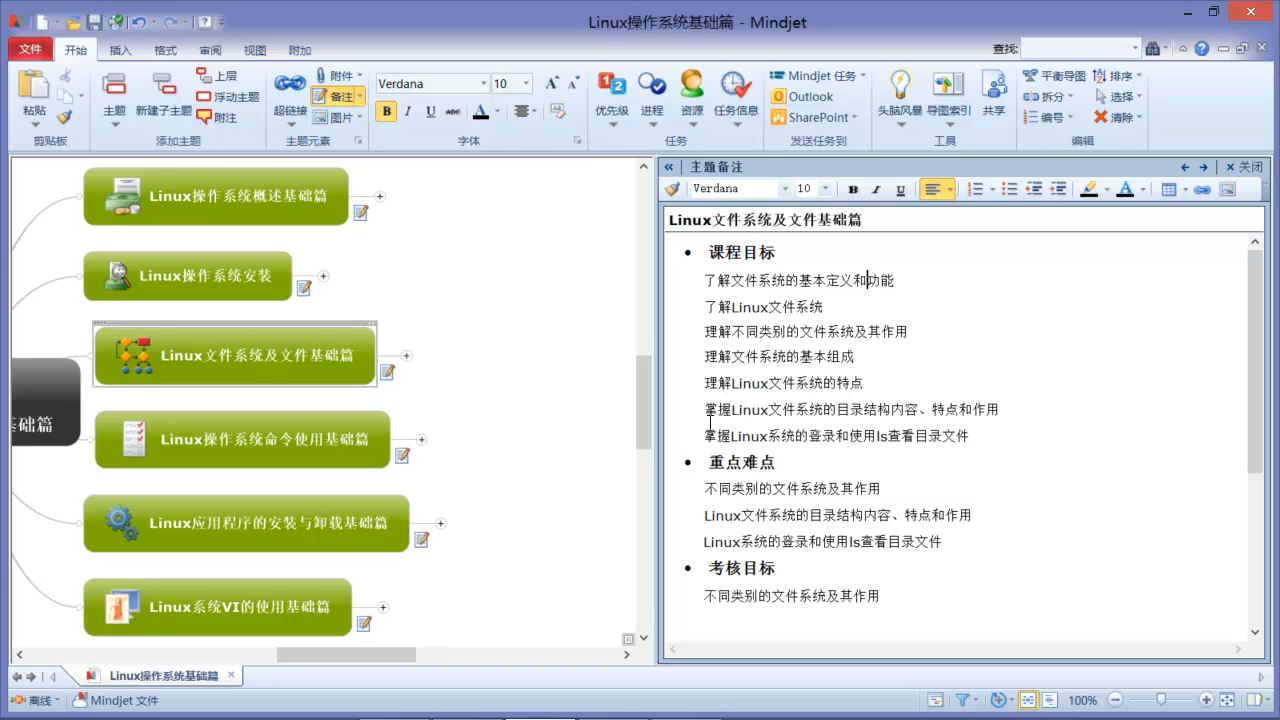 Linux操作系统基础篇 - Mindjet
文件
开始
插入
格式
审阅
视图
附加
查找:
粘贴
剪贴板
主题
新建子主题
上层
浮动主题
附注
添加主题
超链接
附件
备注
图片
主题元素
Verdana
10
字体
优先级
进程
资源
任务信息
任务
Mindjet 任务
Outlook
SharePoint
发送任务到
头脑风暴
导图索引
共享
工具
平衡导图
拆分
编号
排序
选择
清除
编辑
Linux操作系统概述基础篇
Linux操作系统安装
Linux文件系统及文件基础篇
Linux操作系统命令使用基础篇
Linux应用程序的安装与卸载基础篇
Linux系统VI的使用基础篇
基础篇
主题备注
关闭
Verdana
10
Linux文件系统及文件基础篇
• 课程目标
了解文件系统的基本定义和功能
了解Linux文件系统
理解不同类别的文件系统及其作用
理解文件系统的基本组成
理解Linux文件系统的特点
掌握Linux文件系统的目录结构内容、特点和作用
掌握Linux系统的登录和使用ls查看目录文件
• 重点难点
不同类别的文件系统及其作用
Linux文件系统的目录结构内容、特点和作用
Linux系统的登录和使用ls查看目录文件
• 考核目标
不同类别的文件系统及其作用
Linux操作系统基础篇
离线
Mindjet 文件
100%